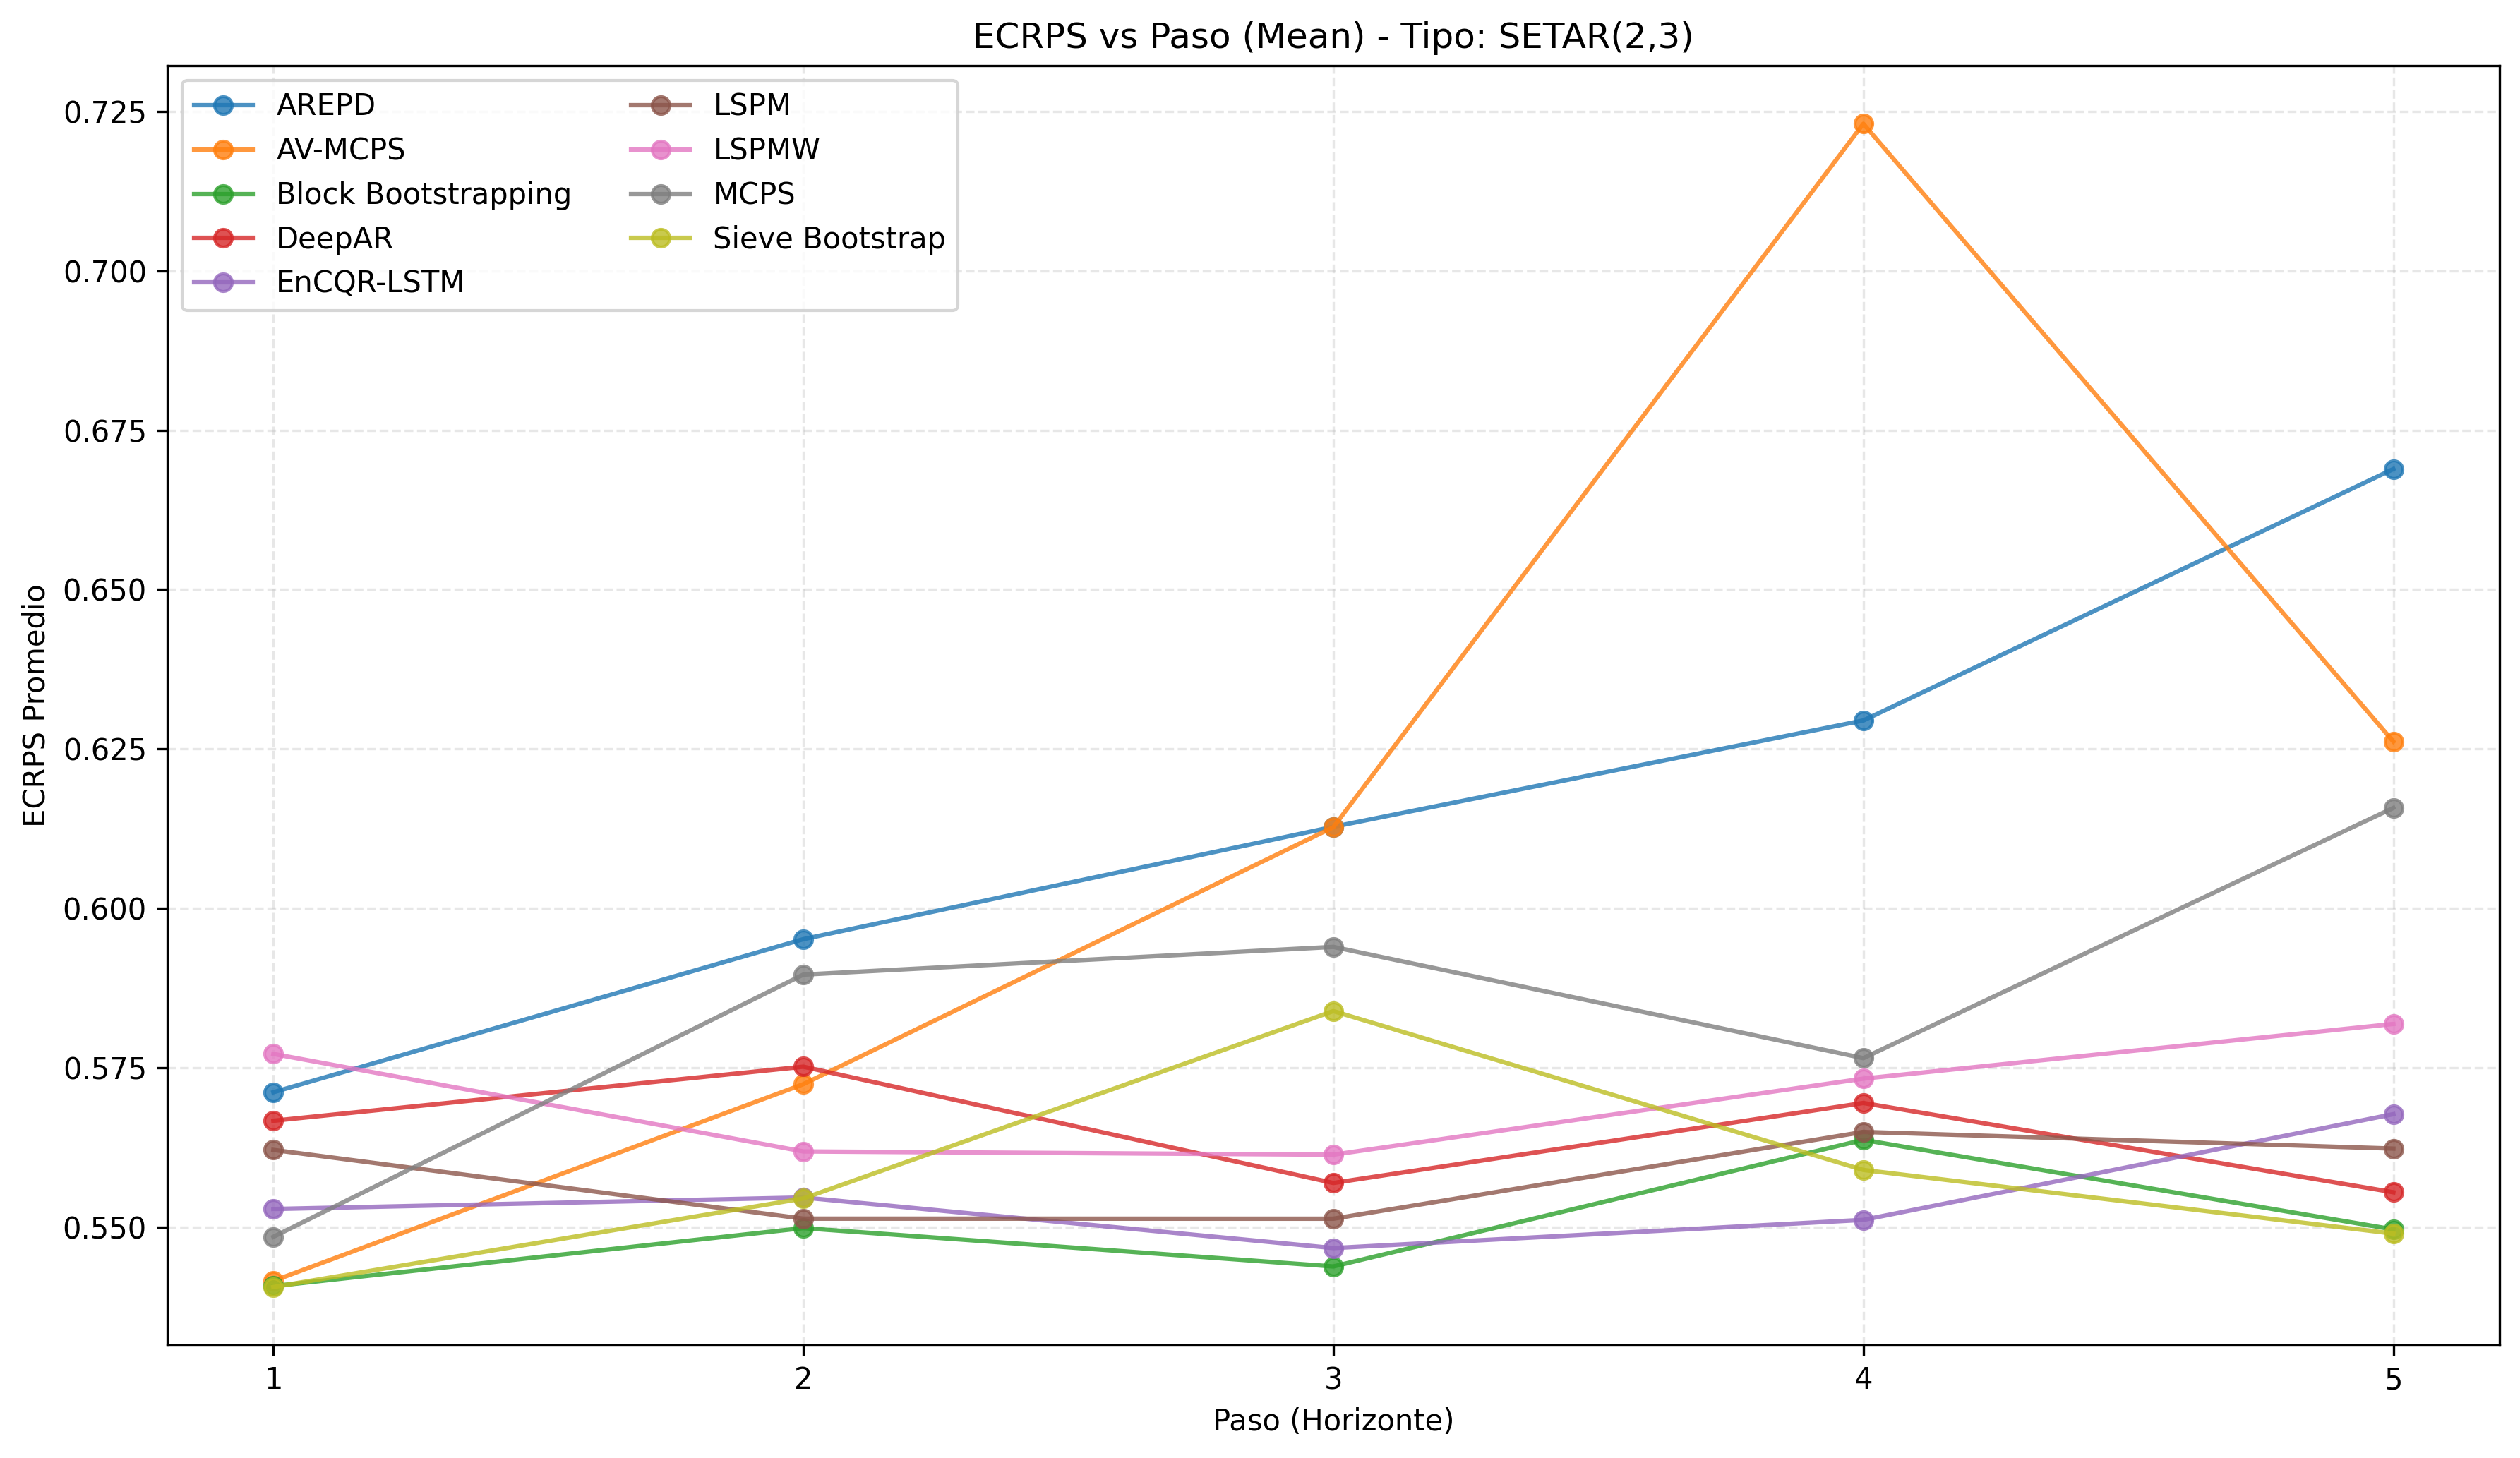 ECRPS vs Paso (Mean) - Tipo: SETAR(2,3)
AREPD
AV-MCPS
Block Bootstrapping
DeepAR
EnCQR-LSTM
LSPM
LSPMW
MCPS
Sieve Bootstrap
ECRPS Promedio
0.725
0.700
0.675
0.650
0.625
0.600
0.575
0.550
1 2 3 4 5
Paso (Horizonte)